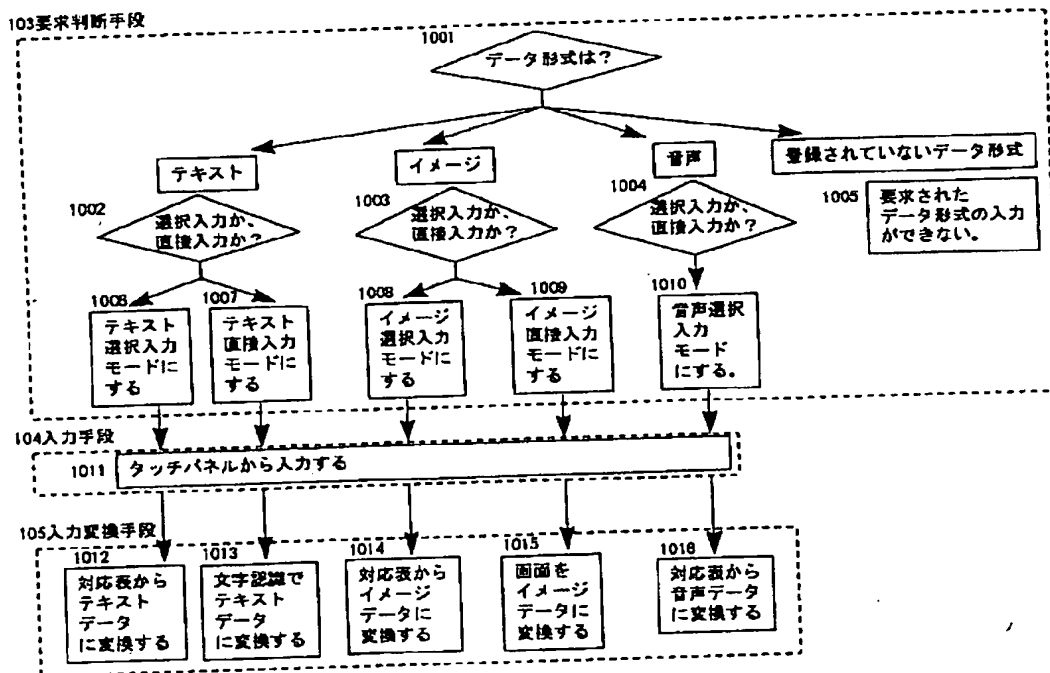 103要求判断手段
1001
データ形式は？
テキスト
イメージ
音声
登録されていないデータ形式
1002
選択入力か、
直接入力か？
1003
選択入力か、
直接入力か？
1004
選択入力か、
直接入力か？
1005
要求された
データ形式の入力
ができない。
1006
テキスト
選択入力
モードに
する
1007
テキスト
直接入力
モードに
する
1008
イメージ
選択入力
モードに
する
1009
イメージ
直接入力
モードに
する
1010
音声選択
入力
モード
にする。
104入力手段
1011
タッチパネルから入力する
105入力変換手段
1012
対応表から
テキスト
データ
に変換する
1013
文字認識で
テキスト
データ
に変換する
1014
対応表から
イメージ
データに
変換する
1015
画面を
イメージ
データに
変換する
1016
対応表から
音声データ
に変換する